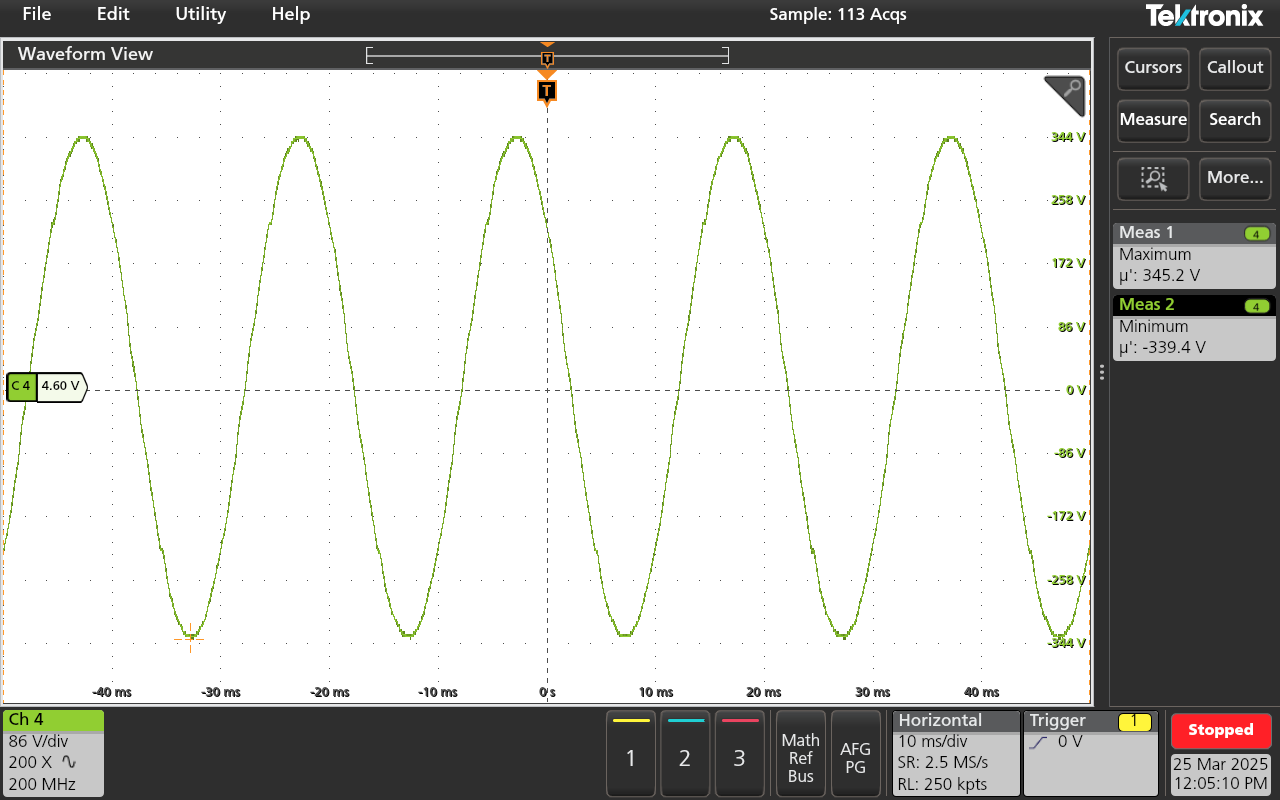 File Edit Utility Help Sample: 113 Acqs Tektronix
Waveform View
T
T
Cursors Callout
Measure Search
More...
344 V
258 V
172 V
86 V
0 V
-86 V
-172 V
-258 V
-344 V
C 4 4.60 V
Meas 1 4
Maximum
µ': 345.2 V
Meas 2 4
Minimum
µ': -339.4 V
-40 ms -30 ms -20 ms -10 ms 0 s 10 ms 20 ms 30 ms 40 ms
Ch 4
86 V/div
200 X
200 MHz
1 2 3
Math
Ref
Bus
AFG
PG
Horizontal
10 ms/div
SR: 2.5 MS/s
RL: 250 kpts
Trigger 1
0 V
Stopped
25 Mar 2025
12:05:10 PM